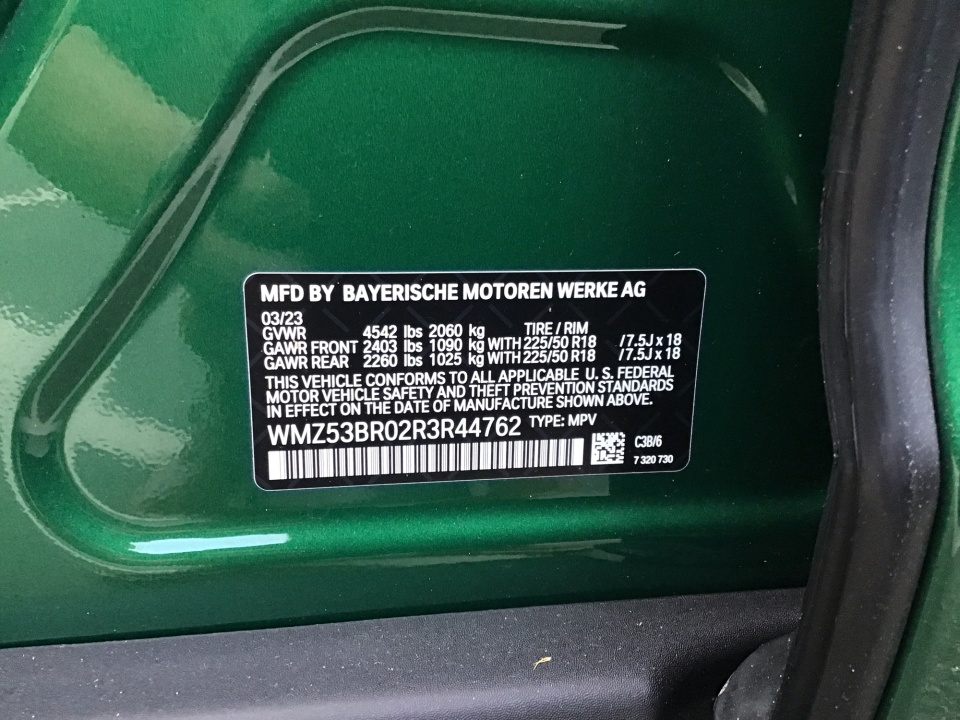 MFD BY BAYERISCHE MOTOREN WERKE AG
03/23
GVWR 4542 lbs 2060 kg TIRE / RIM
GAWR FRONT 2403 lbs 1090 kg WITH 225/50 R18 /7.5J x 18
GAWR REAR 2260 lbs 1025 kg WITH 225/50 R18 /7.5J x 18
THIS VEHICLE CONFORMS TO ALL APPLICABLE U. S. FEDERAL
MOTOR VEHICLE SAFETY AND THEFT PREVENTION STANDARDS
IN EFFECT ON THE DATE OF MANUFACTURE SHOWN ABOVE.
WMZ53BR02R3R44762 TYPE: MPV
C3B/6
7 320 730